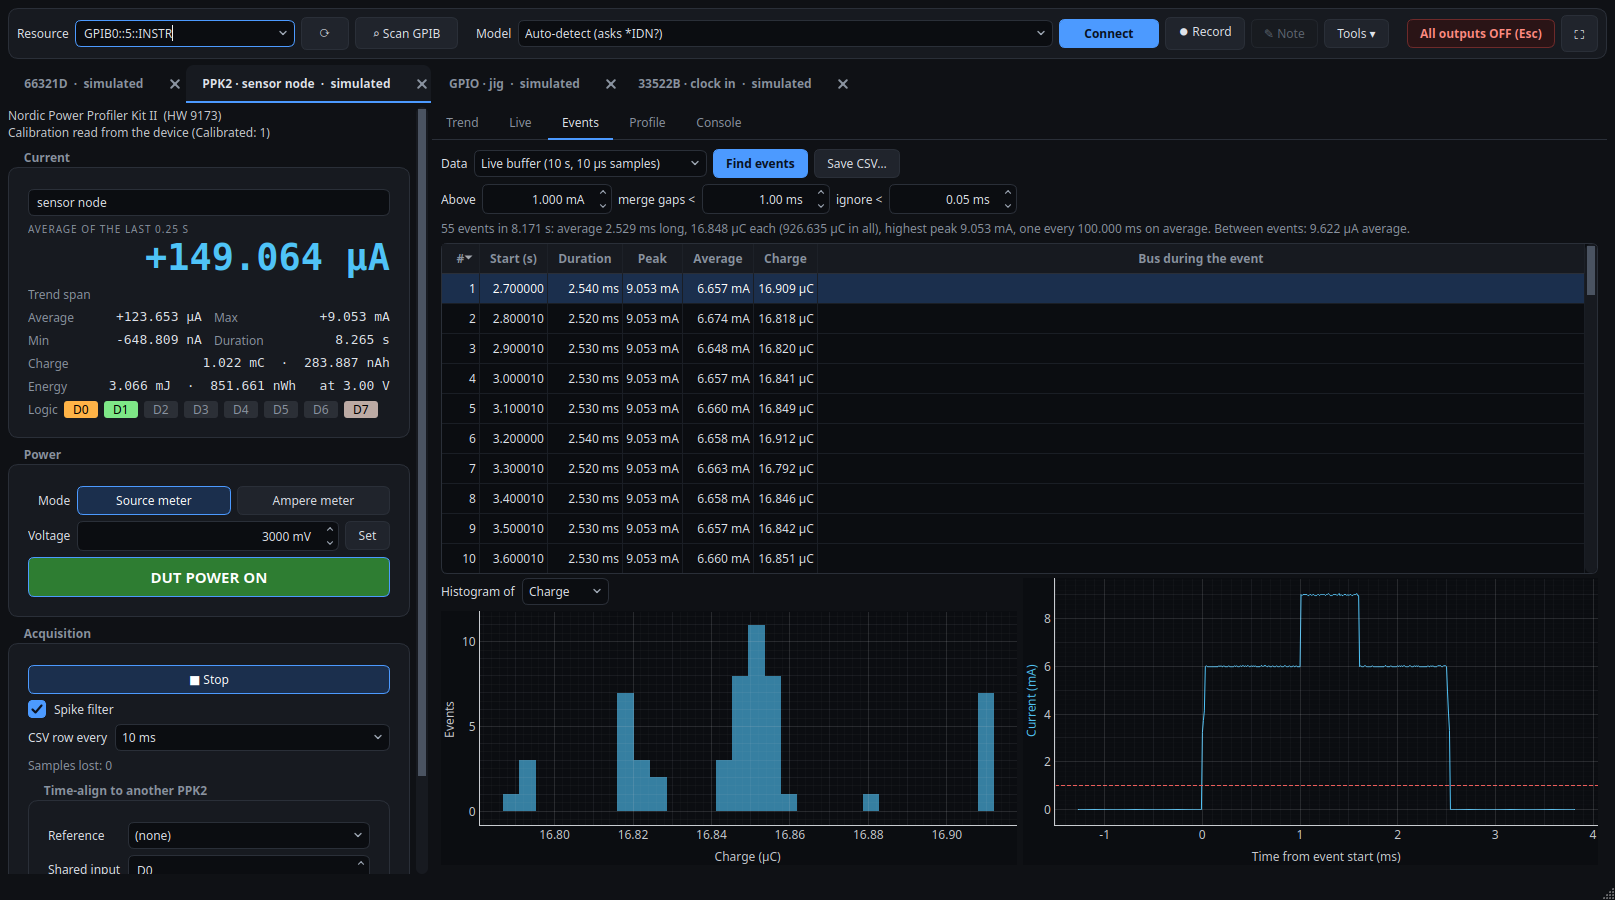 Resource GPIB0::5::INSTR ⟳ ⌕ Scan GPIB Model Auto-detect (asks *IDN?) Connect ● Record ✎ Note Tools ▾ All outputs OFF (Esc) ⛶
66321D · simulated ✕ PPK2 · sensor node · simulated ✕ GPIO · jig · simulated ✕ 33522B · clock in · simulated ✕
Nordic Power Profiler Kit II (HW 9173)
Calibration read from the device (Calibrated: 1)
Current
sensor node
AVERAGE OF THE LAST 0.25 S
+149.064 µA
Trend span
Average +123.653 µA Max +9.053 mA
Min -648.809 nA Duration 8.265 s
Charge 1.022 mC · 283.887 nAh
Energy 3.066 mJ · 851.661 nWh at 3.00 V
Logic D0 D1 D2 D3 D4 D5 D6 D7
Power
Mode Source meter Ampere meter
Voltage 3000 mV Set
DUT POWER ON
Acquisition
■ Stop
Spike filter
CSV row every 10 ms
Samples lost: 0
Time-align to another PPK2
Reference (none)
Shared input D0
Trend Live Events Profile Console
Data Live buffer (10 s, 10 µs samples) Find events Save CSV...
Above 1.000 mA merge gaps < 1.00 ms ignore < 0.05 ms
55 events in 8.171 s: average 2.529 ms long, 16.848 µC each (926.635 µC in all), highest peak 9.053 mA, one every 100.000 ms on average. Between events: 9.622 µA average.
# Start (s) Duration Peak Average Charge Bus during the event
1 2.700000 2.540 ms 9.053 mA 6.657 mA 16.909 µC
2 2.800010 2.520 ms 9.053 mA 6.674 mA 16.818 µC
3 2.900010 2.530 ms 9.053 mA 6.648 mA 16.820 µC
4 3.000010 2.530 ms 9.053 mA 6.657 mA 16.841 µC
5 3.100010 2.530 ms 9.053 mA 6.660 mA 16.849 µC
6 3.200000 2.540 ms 9.053 mA 6.658 mA 16.912 µC
7 3.300010 2.520 ms 9.053 mA 6.663 mA 16.792 µC
8 3.400010 2.530 ms 9.053 mA 6.658 mA 16.846 µC
9 3.500010 2.530 ms 9.053 mA 6.657 mA 16.842 µC
10 3.600010 2.530 ms 9.053 mA 6.660 mA 16.851 µC
Histogram of Charge
Events
10
5
0
16.80 16.82 16.84 16.86 16.88 16.90
Charge (µC)
Current (mA)
8
6
4
2
0
-1 0 1 2 3 4
Time from event start (ms)